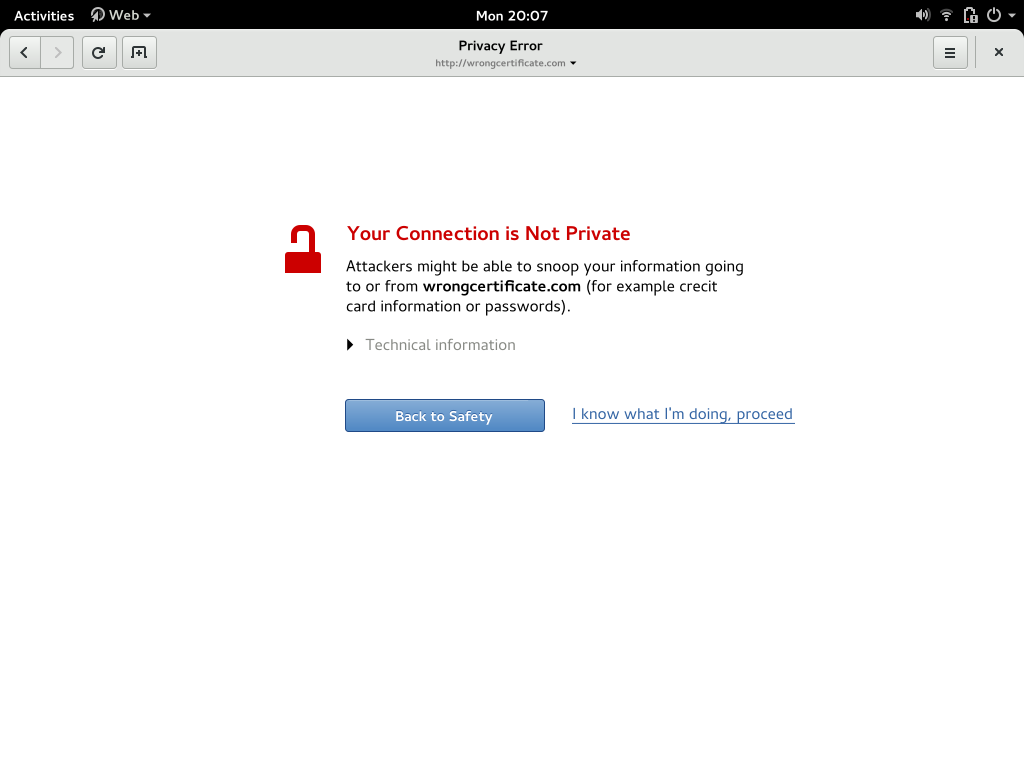 Activities Web Mon 20:07
Privacy Error
http://wrongcertificate.com
Your Connection is Not Private
Attackers might be able to snoop your information going
to or from wrongcertificate.com (for example crecit
card information or passwords).
Technical information
Back to Safety I know what I'm doing, proceed